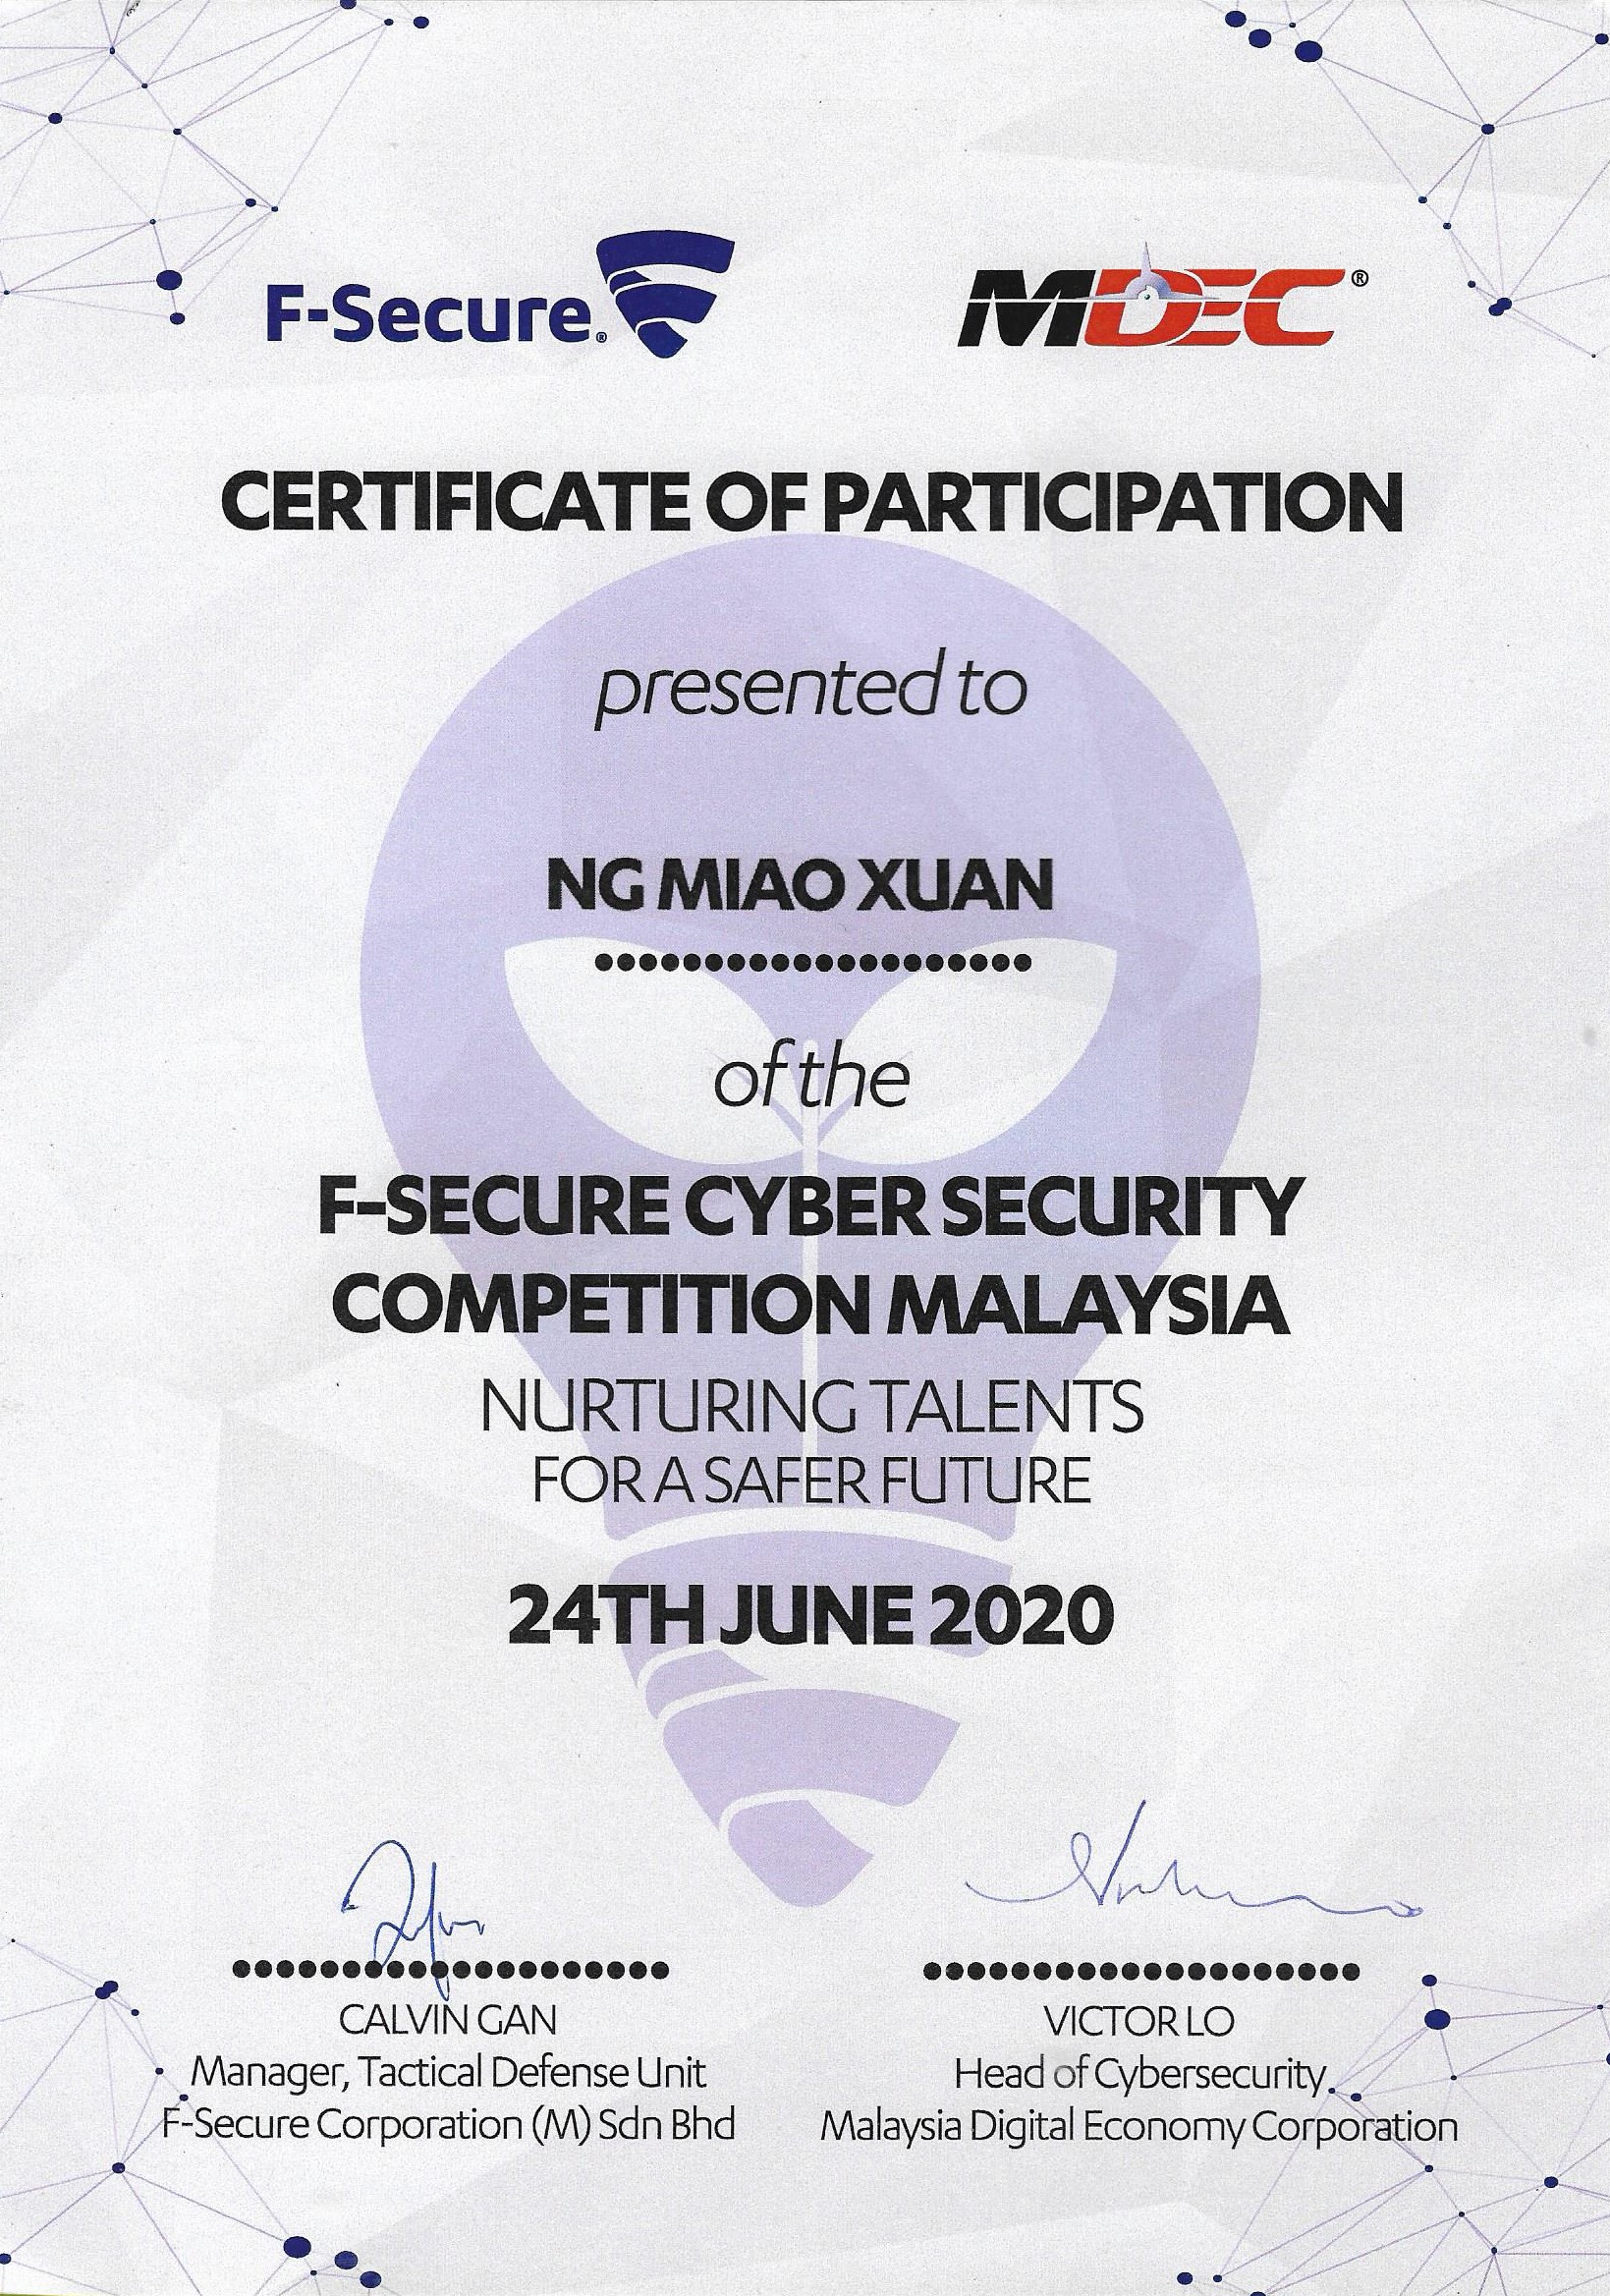 F-Secure®
MDEC®
CERTIFICATE OF PARTICIPATION
presented to
NG MIAO XUAN
of the
F-SECURE CYBER SECURITY
COMPETITION MALAYSIA
NURTURING TALENTS
FOR A SAFER FUTURE
24TH JUNE 2020
CALVIN GAN
Manager, Tactical Defense Unit
F-Secure Corporation (M) Sdn Bhd
VICTOR LO
Head of Cybersecurity
Malaysia Digital Economy Corporation